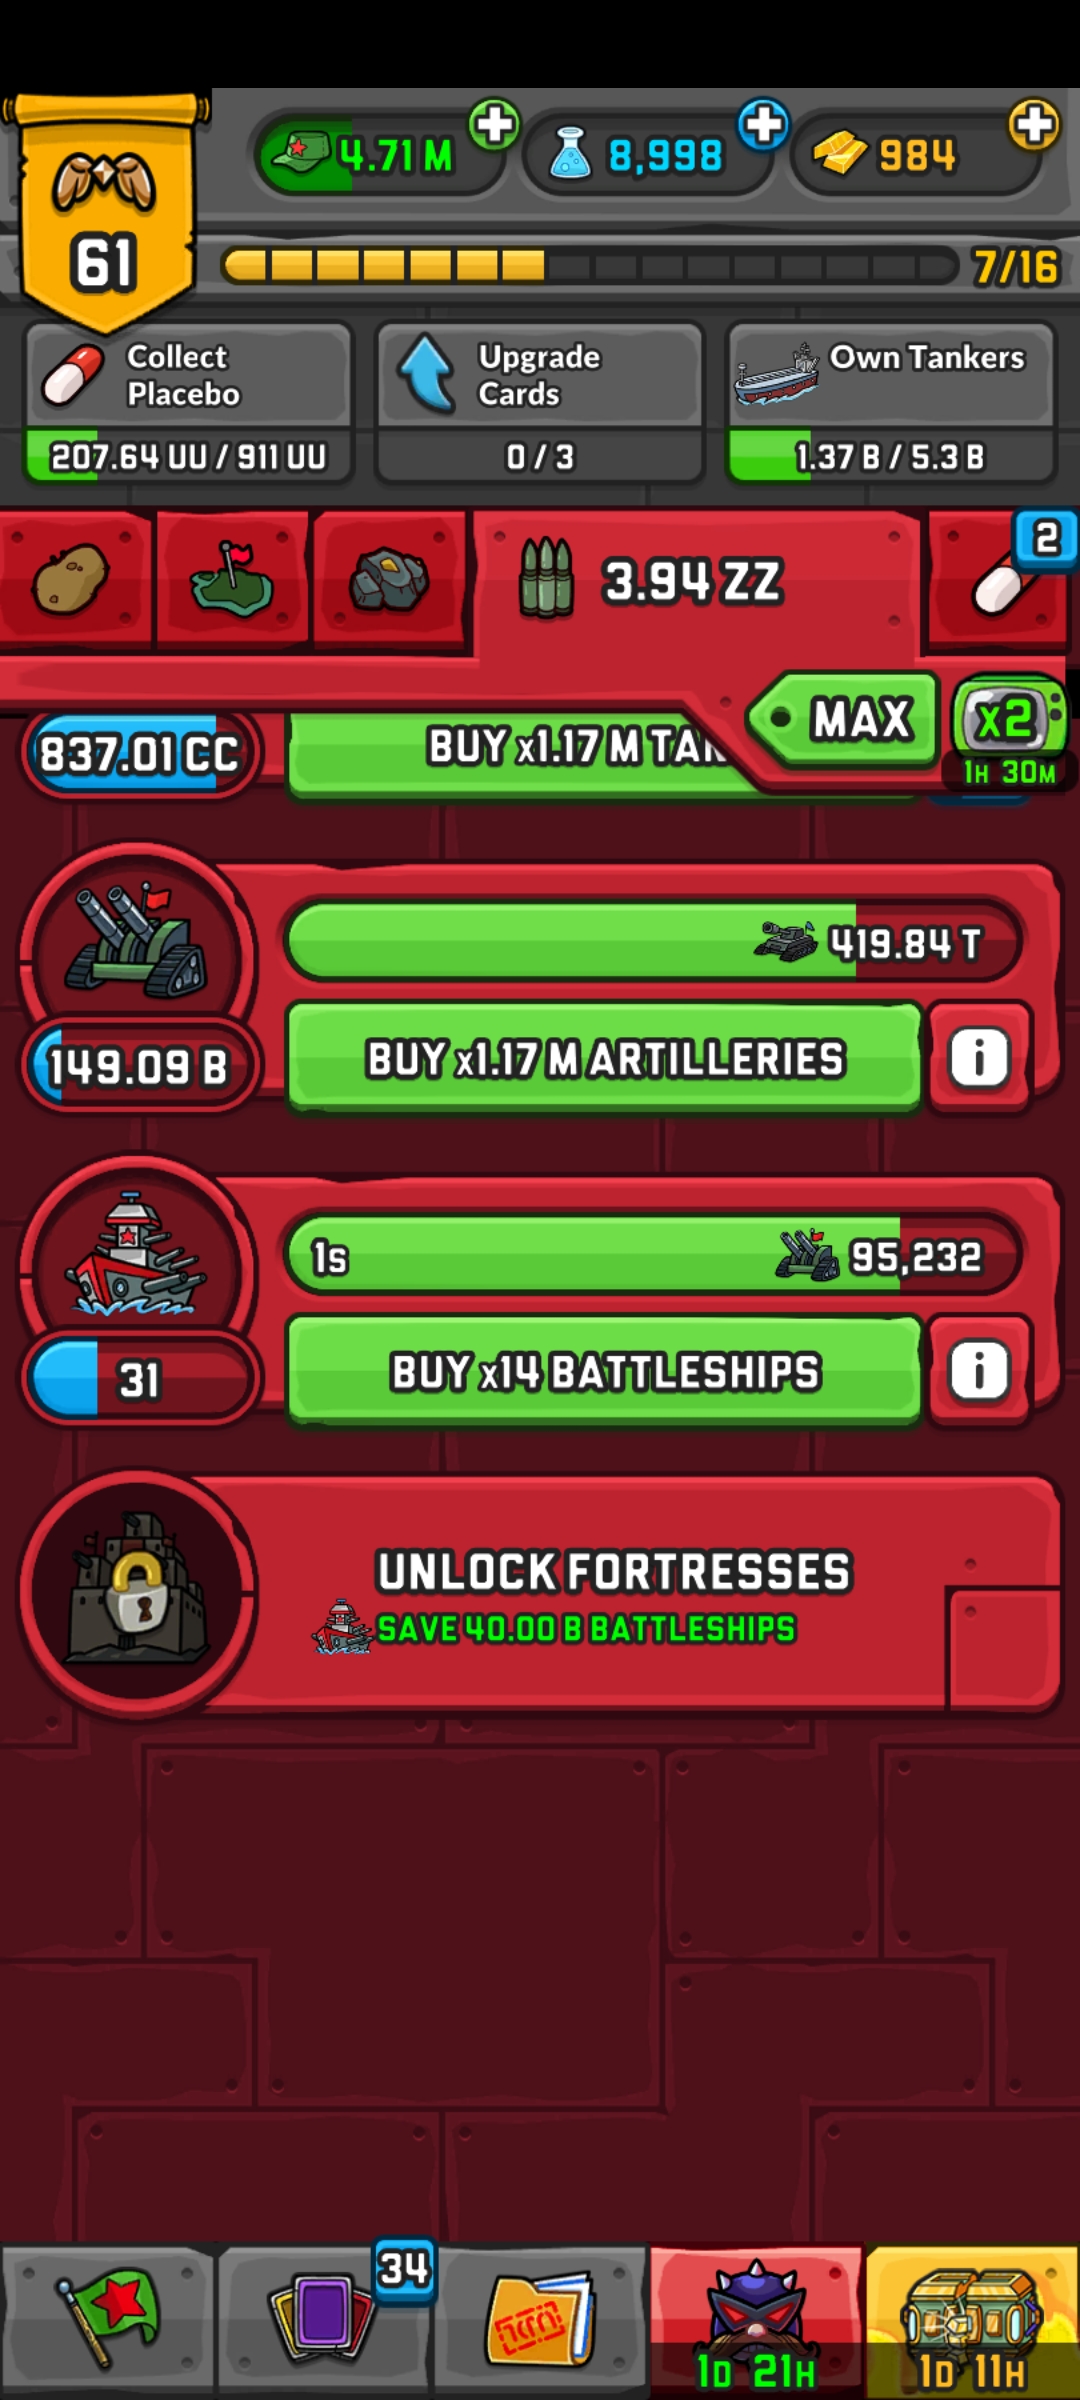 61
4.71 M
8,998
984
7/16
Collect
Placebo
207.64 UU / 911 UU
Upgrade
Cards
0 / 3
Own Tankers
1.37 B / 5.3 B
3.94 ZZ
2
MAX
x2
1H 30M
837.01 CC
BUY x1.17 M
419.84 T
149.09 B
BUY x1.17 M ARTILLERIES
i
1s
95,232
31
BUY x14 BATTLESHIPS
i
UNLOCK FORTRESSES
SAVE 40.00 B BATTLESHIPS
34
1D 21H
1D 11H